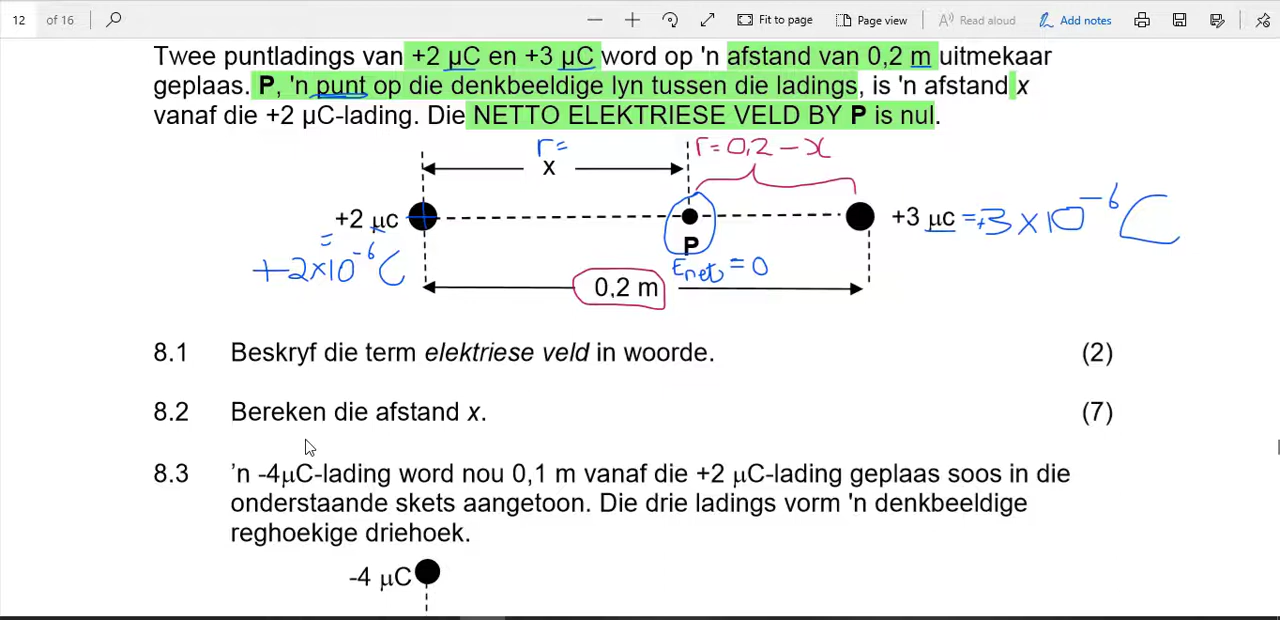 12 of 16 Fit to page Page view Read aloud Add notes
Twee puntladings van +2 μC en +3 μC word op 'n afstand van 0,2 m uitmekaar
geplaas. P, 'n punt op die denkbeeldige lyn tussen die ladings, is 'n afstand x
vanaf die +2 μC-lading. Die NETTO ELEKTRIESE VELD BY P is nul.
r= r=0,2-x
x
+2 μc +3 μc =+3×10⁻⁶ C
= +2×10⁻⁶ C
P
Enet = 0
0,2 m
8.1 Beskryf die term elektriese veld in woorde. (2)
8.2 Bereken die afstand x. (7)
8.3 'n -4μC-lading word nou 0,1 m vanaf die +2 μC-lading geplaas soos in die
onderstaande skets aangetoon. Die drie ladings vorm 'n denkbeeldige
reghoekige driehoek.
-4 μC